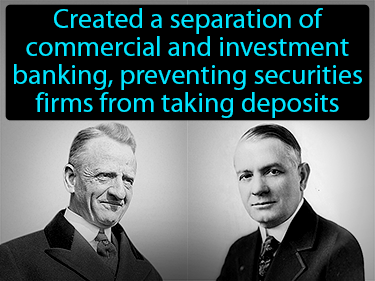 Created a separation of
commercial and investment
banking, preventing securities
firms from taking deposits